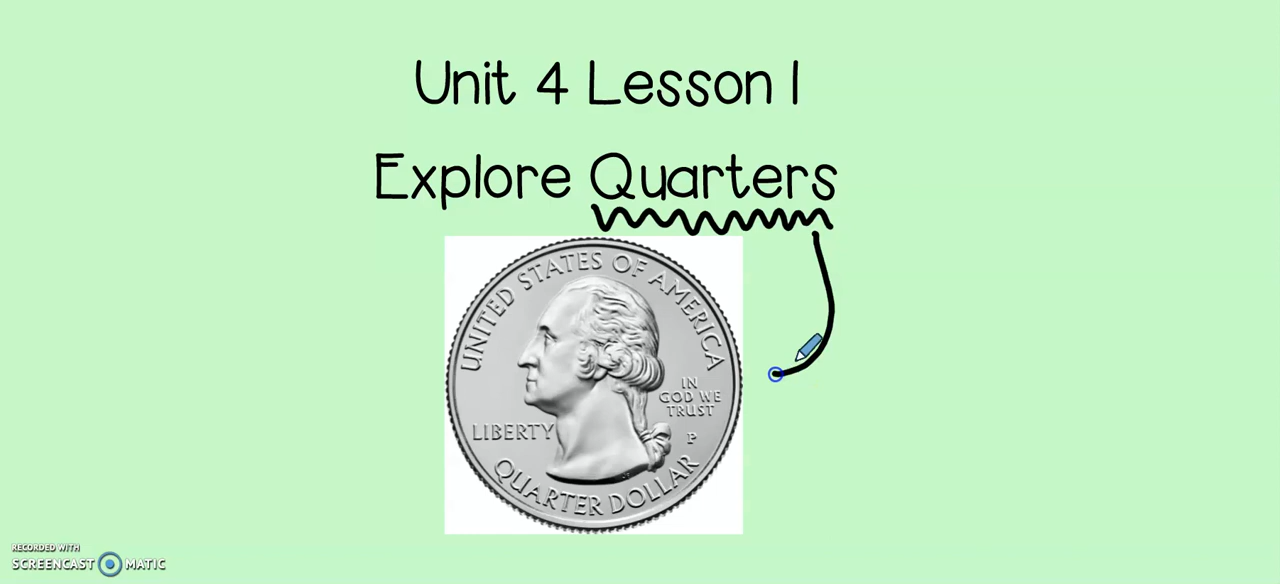 Unit 4 Lesson 1
Explore Quarters
UNITED STATES OF AMERICA
IN
GOD WE
TRUST
LIBERTY
P
QUARTER DOLLAR
RECORDED WITH
SCREENCAST MATIC